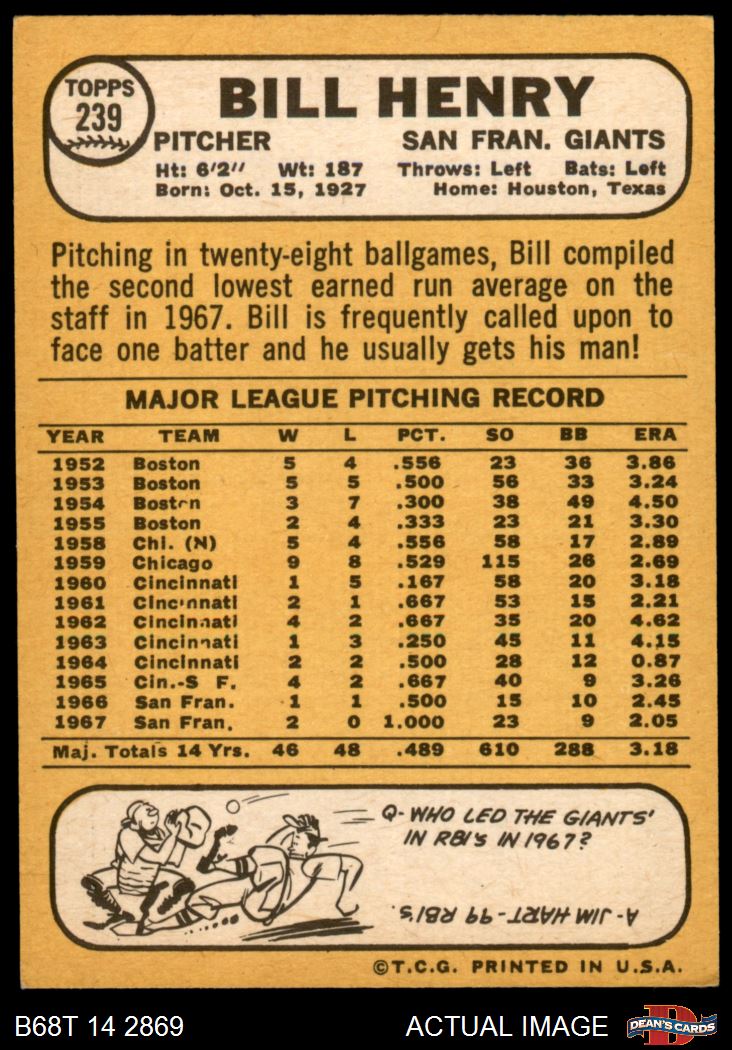 TOPPS
239
BILL HENRY
PITCHER SAN FRAN. GIANTS
Ht: 6'2" Wt: 187 Throws: Left Bats: Left
Born: Oct. 15, 1927 Home: Houston, Texas
Pitching in twenty-eight ballgames, Bill compiled
the second lowest earned run average on the
staff in 1967. Bill is frequently called upon to
face one batter and he usually gets his man!
MAJOR LEAGUE PITCHING RECORD
YEAR TEAM W L PCT. SO BB ERA
1952 Boston 5 4 .556 23 36 3.86
1953 Boston 5 5 .500 56 33 3.24
1954 Boston 3 7 .300 38 49 4.50
1955 Boston 2 4 .333 23 21 3.30
1958 Chi. (N) 5 4 .556 58 17 2.89
1959 Chicago 9 8 .529 115 26 2.69
1960 Cincinnati 1 5 .167 58 20 3.18
1961 Cincinnati 2 1 .667 53 15 2.21
1962 Cincinnati 4 2 .667 35 20 4.62
1963 Cincinnati 1 3 .250 45 11 4.15
1964 Cincinnati 2 2 .500 28 12 0.87
1965 Cin.-S F. 4 2 .667 40 9 3.26
1966 San Fran. 1 1 .500 15 10 2.45
1967 San Fran. 2 0 1.000 23 9 2.05
Maj. Totals 14 Yrs. 46 48 .489 610 288 3.18
Q- WHO LED THE GIANTS'
IN RBI'S IN 1967?
A- JIM HART - 99 RBI'S.
©T.C.G. PRINTED IN U.S.A.
B68T 14 2869 ACTUAL IMAGE DEAN'S CARDS